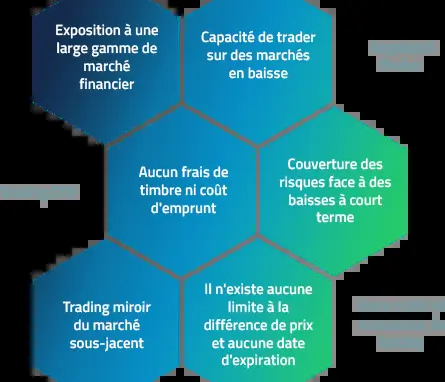 Exposition à une
large gamme de
marché
financier
Capacité de trader
sur des marchés
en baisse
Aucun frais de
timbre ni coût
d'emprunt
Couverture des
risques face à des
baisses à court
terme
Trading miroir
du marché
sous-jacent
Il n'existe aucune
limite à la
différence de prix
et aucune date
d'expiration